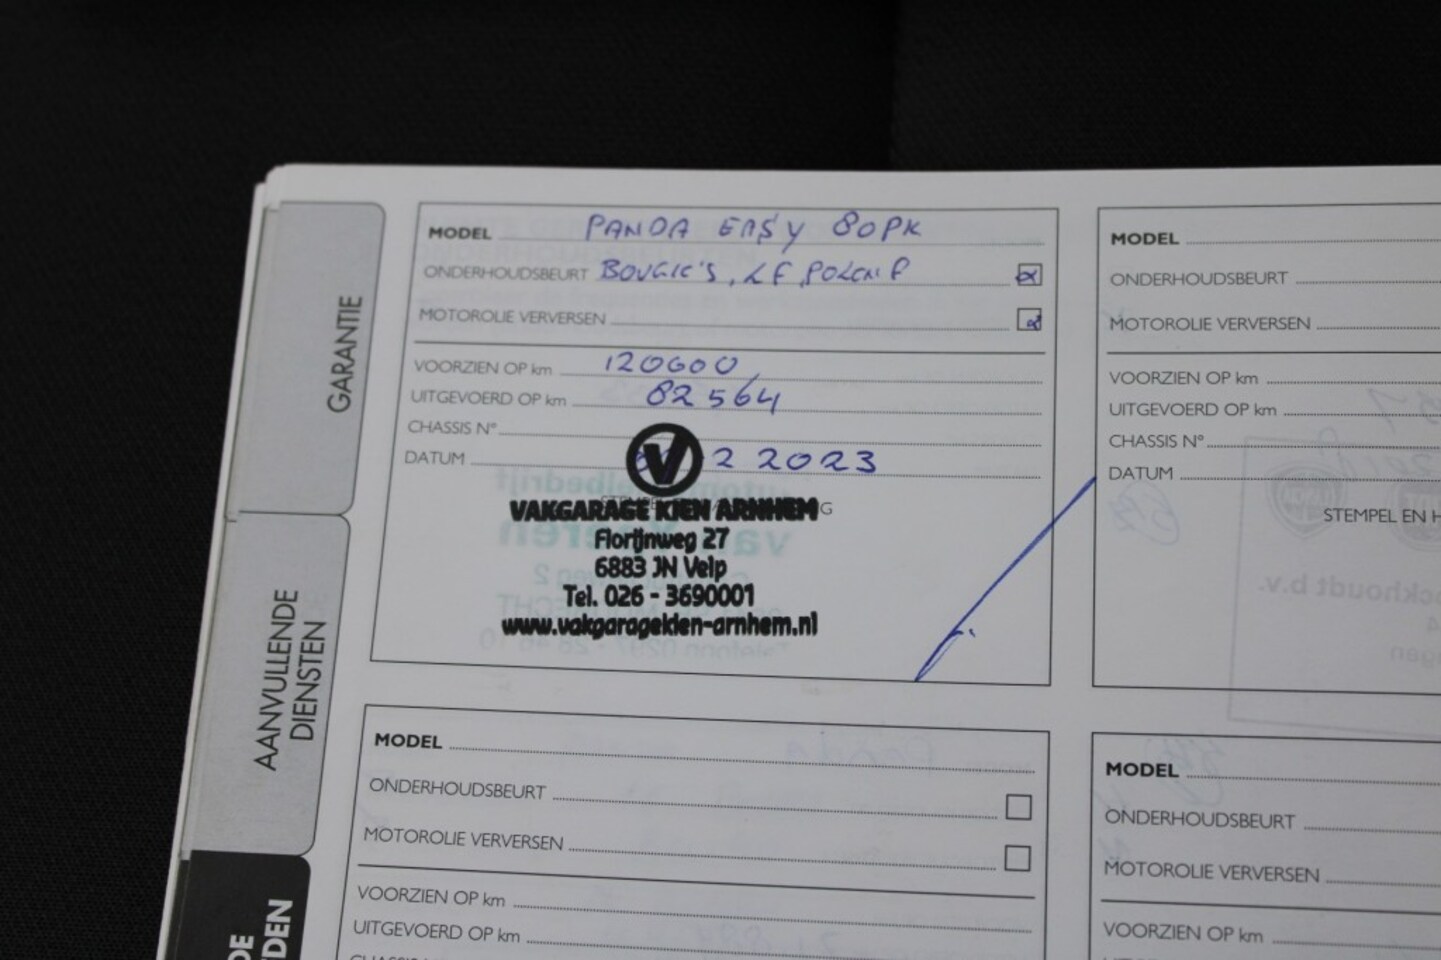 GARANTIE
AANVULLENDE
DIENSTEN
MODEL PANDA EASY 80PK
ONDERHOUDSBEURT BOUGIE'S, LF, POLENF
MOTOROLIE VERVERSEN
VOORZIEN OP km 120000
UITGEVOERD OP km 82564
CHASSIS N°
DATUM 2 2023
VAKGARAGE KIEN ARNHEM
Florijnweg 27
6883 JN Velp
Tel. 026 - 3690001
www.vakgaragekien-arnhem.nl
MODEL
ONDERHOUDSBEURT
MOTOROLIE VERVERSEN
VOORZIEN OP km
UITGEVOERD OP km
CHASSIS N°
DATUM
STEMPEL EN H
MODEL
ONDERHOUDSBEURT
MOTOROLIE VERVERSEN
VOORZIEN OP km
UITGEVOERD OP km
MODEL
ONDERHOUDSBEURT
MOTOROLIE VERVERSEN
VOORZIEN OP km